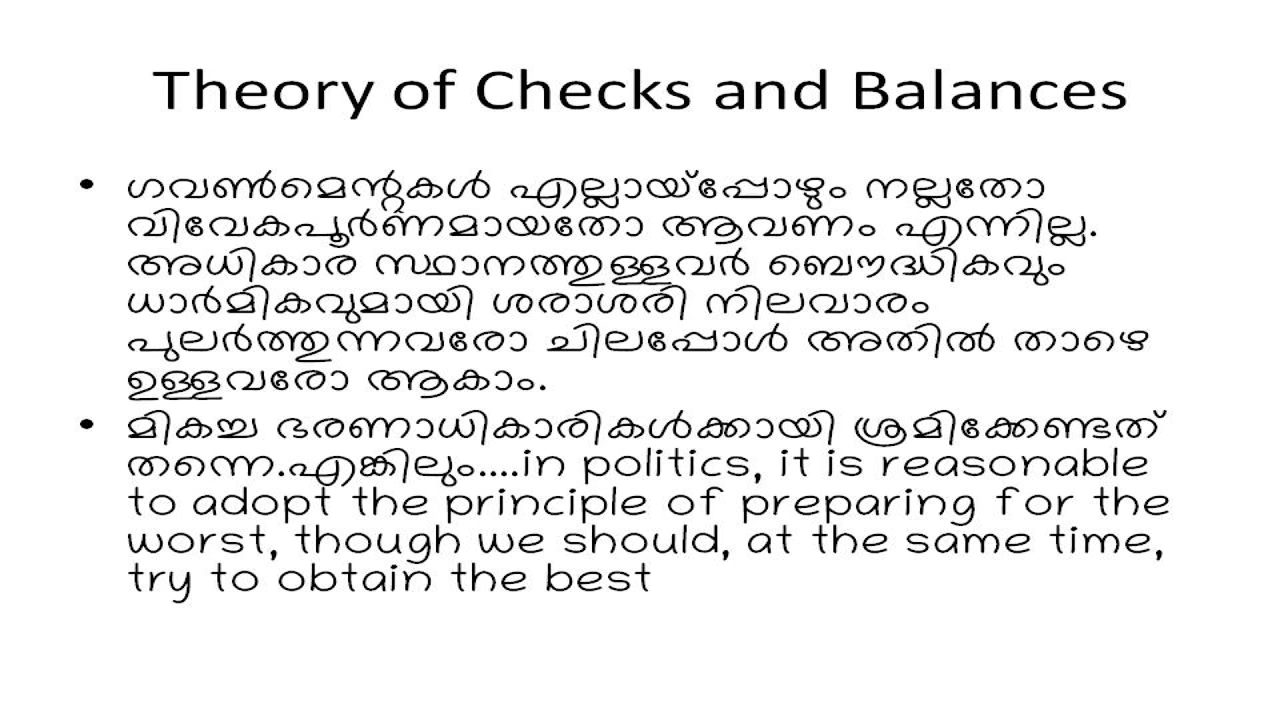 Theory of Checks and Balances
• ഗവൺമെന്റുകൾ എല്ലായ്പ്പോഴും നല്ലതോ
വിവേകപൂർണമായതോ ആവണം എന്നില്ല.
അധികാര സ്ഥാനത്തുള്ളവർ ബൌദ്ധികവും
ധാർമികവുമായി ശരാശരി നിലവാരം
പുലർത്തുന്നവരോ ചിലപ്പോൾ അതിൽ താഴെ
ഉള്ളവരോ ആകാം.
• മികച്ച ഭരണാധികാരികൾക്കായി ശ്രമിക്കേണ്ടത്
തന്നെ.എങ്കിലും....in politics, it is reasonable
to adopt the principle of preparing for the
worst, though we should, at the same time,
try to obtain the best